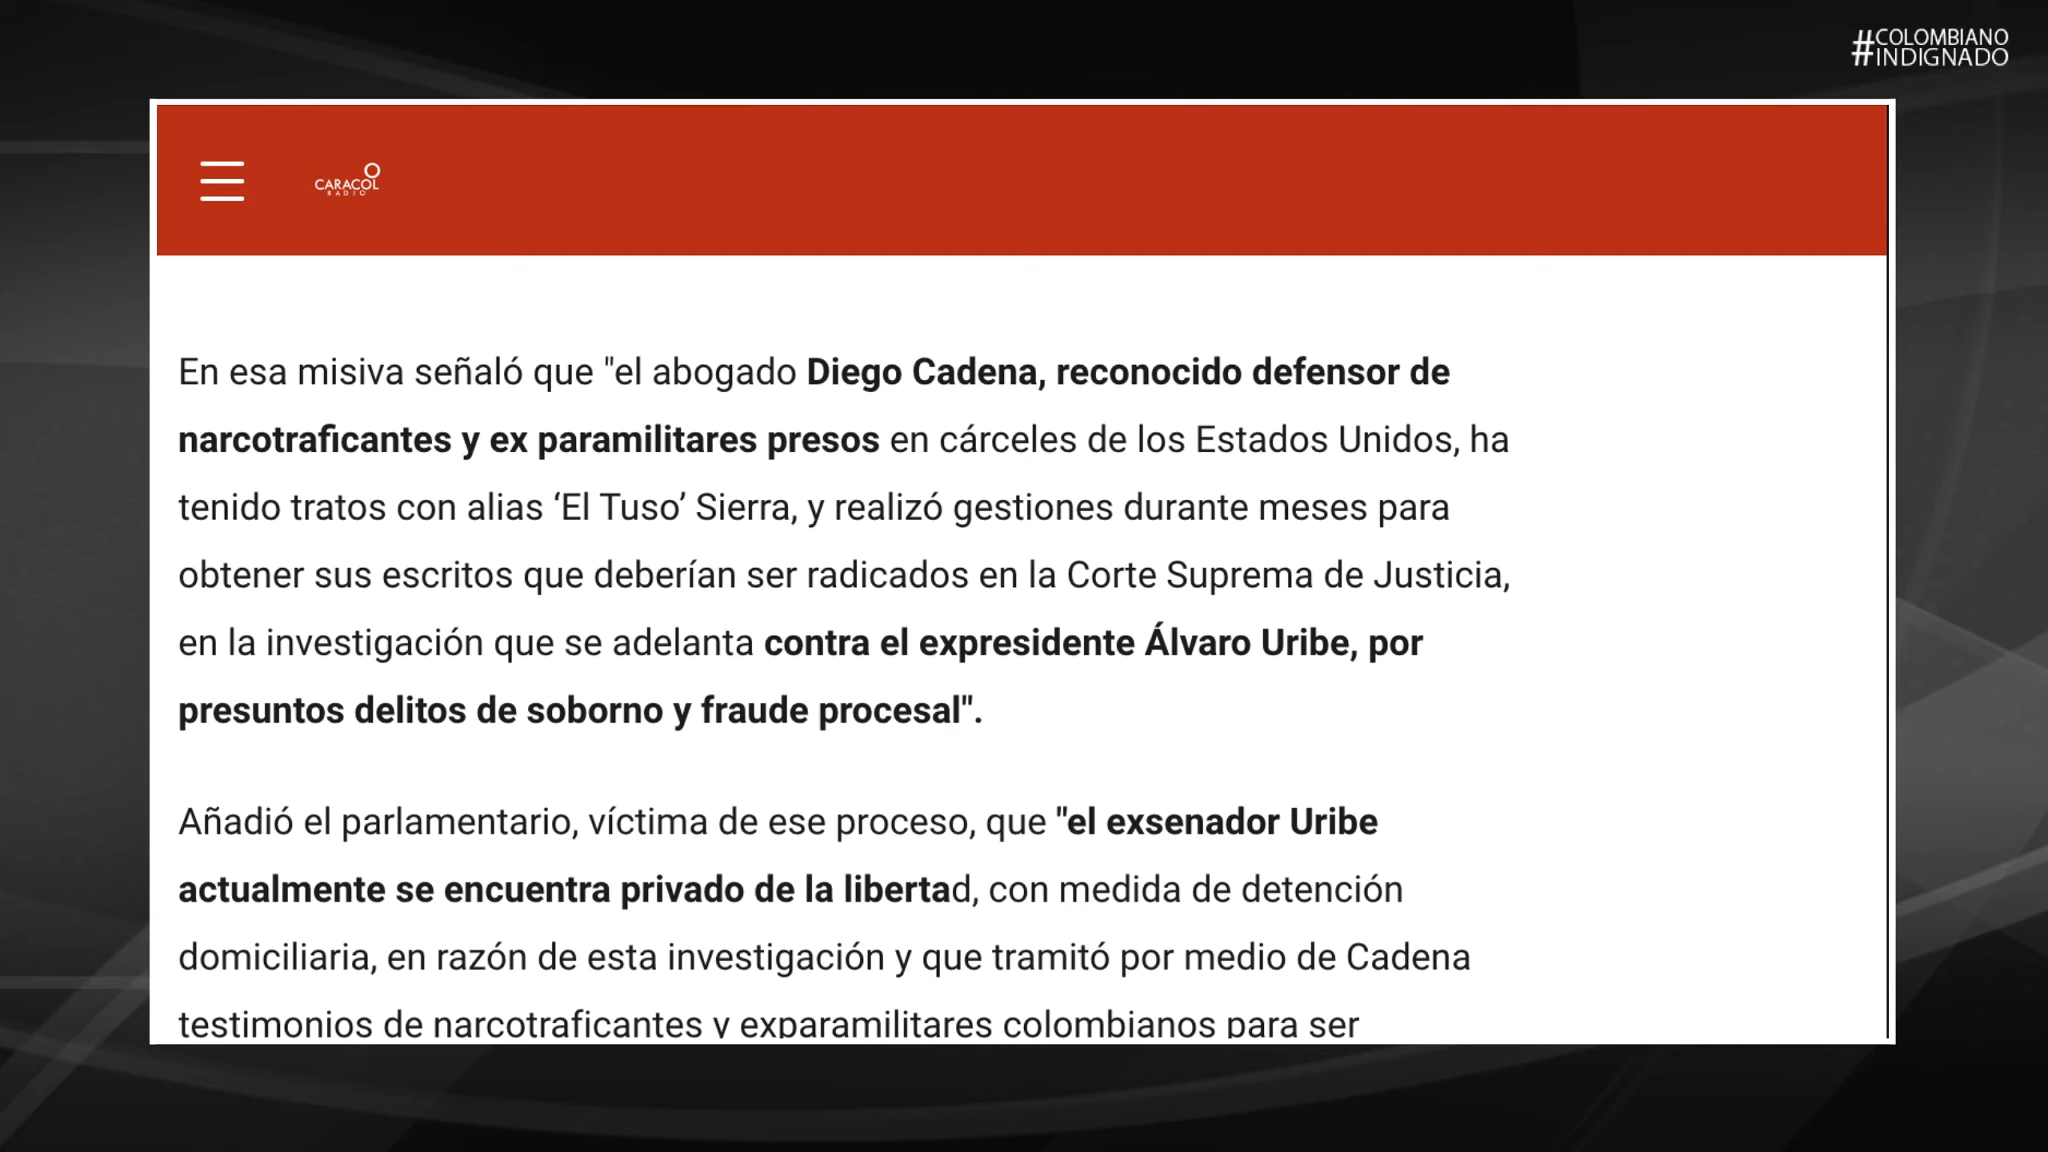 #COLOMBIANO
INDIGNADO
CARACOL
RADIO
En esa misiva señaló que "el abogado Diego Cadena, reconocido defensor de
narcotraficantes y ex paramilitares presos en cárceles de los Estados Unidos, ha
tenido tratos con alias ‘El Tuso’ Sierra, y realizó gestiones durante meses para
obtener sus escritos que deberían ser radicados en la Corte Suprema de Justicia,
en la investigación que se adelanta contra el expresidente Álvaro Uribe, por
presuntos delitos de soborno y fraude procesal".
Añadió el parlamentario, víctima de ese proceso, que "el exsenador Uribe
actualmente se encuentra privado de la libertad, con medida de detención
domiciliaria, en razón de esta investigación y que tramitó por medio de Cadena
testimonios de narcotraficantes y exparamilitares colombianos para ser